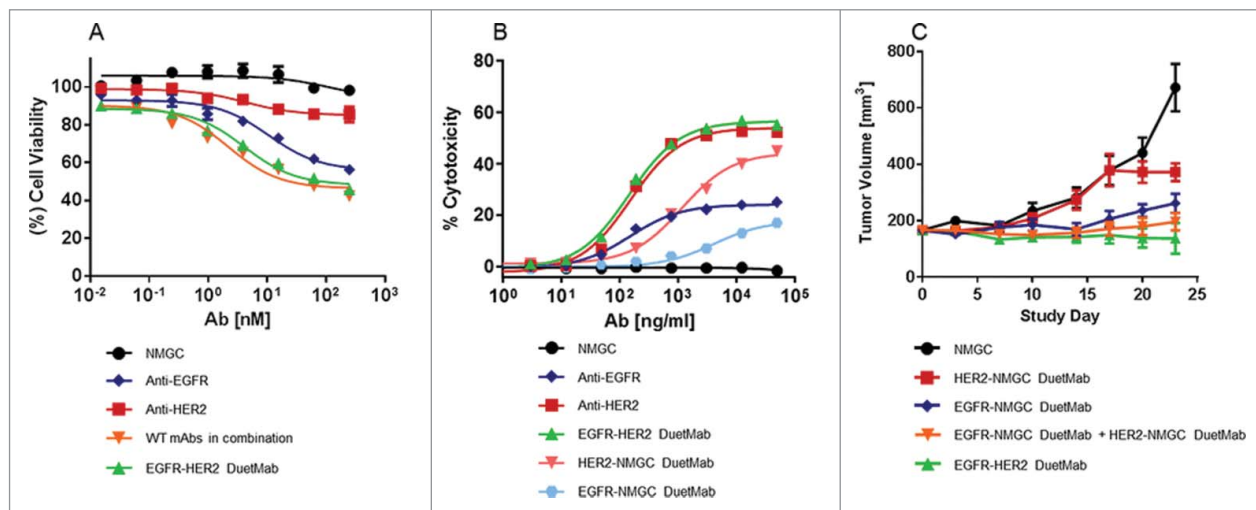 A
(%) Cell Viability
100
80
60
40
20
0
10-2 10-1 100 101 102 103
Ab [nM]
NMGC
Anti-EGFR
Anti-HER2
WT mAbs in combination
EGFR-HER2 DuetMab
B
% Cytotoxicity
80
60
40
20
0
100 101 102 103 104 105
Ab [ng/ml]
NMGC
Anti-EGFR
Anti-HER2
EGFR-HER2 DuetMab
HER2-NMGC DuetMab
EGFR-NMGC DuetMab
C
Tumor Volume [mm3]
800
600
400
200
0
0 5 10 15 20 25
Study Day
NMGC
HER2-NMGC DuetMab
EGFR-NMGC DuetMab
EGFR-NMGC DuetMab + HER2-NMGC DuetMab
EGFR-HER2 DuetMab